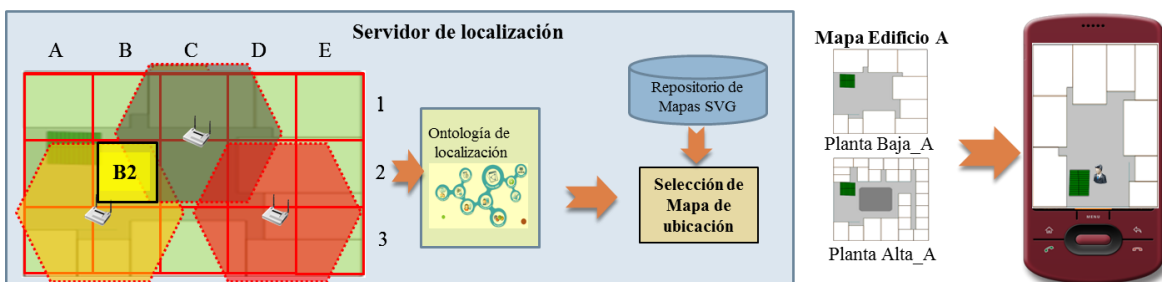 Servidor de localización
A B C D E
1
2
3
B2
Ontología de
localización
Repositorio de
Mapas SVG
Selección de
Mapa de
ubicación
Mapa Edificio A
Planta Baja_A
Planta Alta_A
MENU